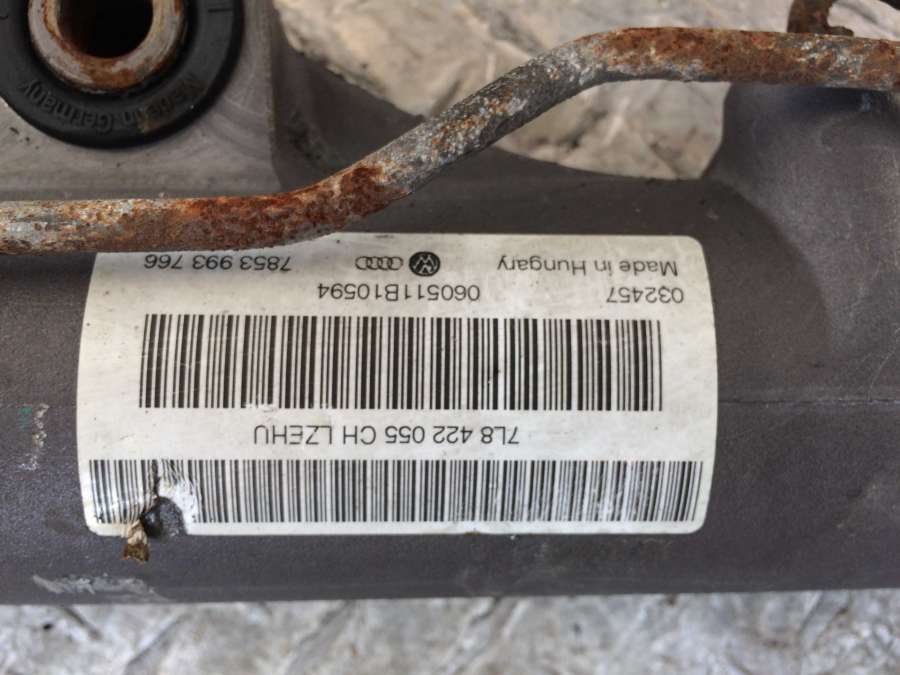 7L8 422 055 CH LZEHU
032457 060511B10594
Made in Hungary 7853 993 766
Made in Germany